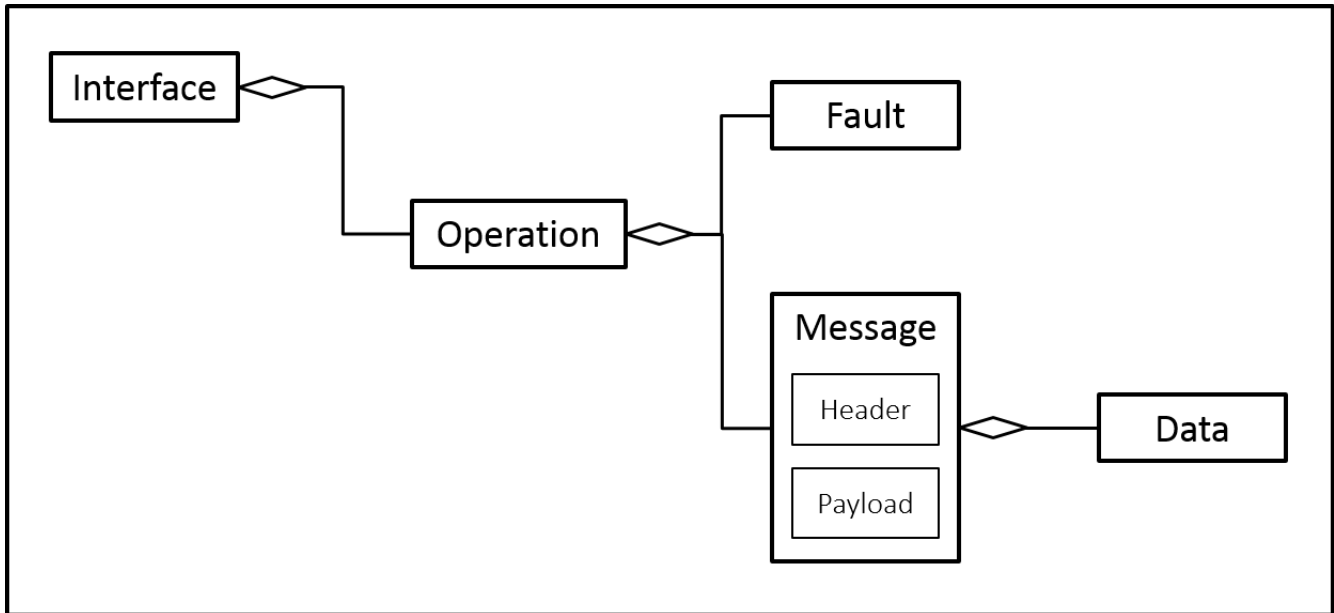 Interface
Fault
Operation
Message
Header
Payload
Data